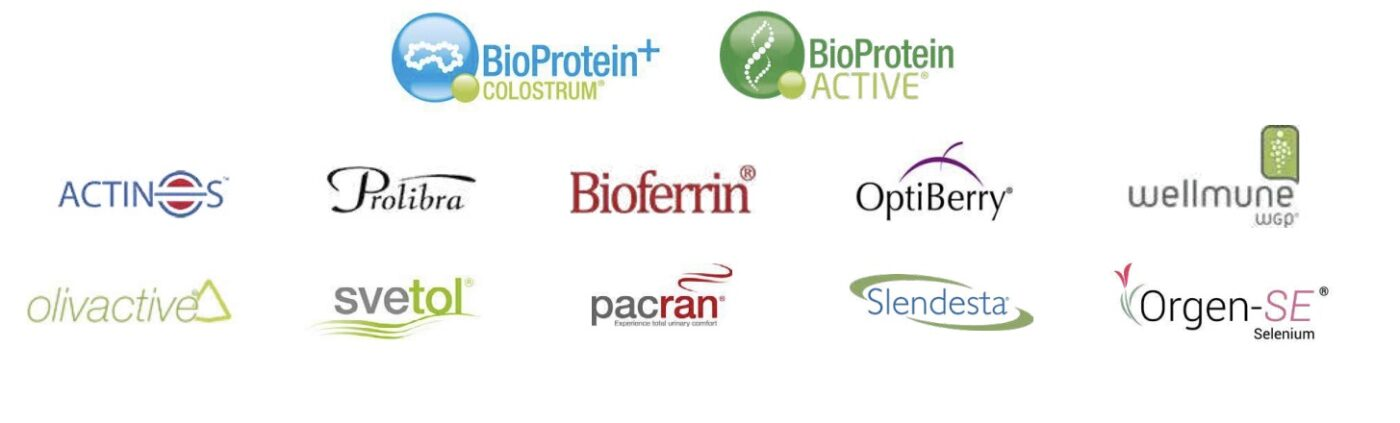 BioProtein+
COLOSTRUM®
BioProtein
ACTIVE®
ACTINOS™
Prolibra
Bioferrin®
OptiBerry®
wellmune
WGP®
olivactive®
svetol®
pacran®
Experience total urinary comfort
Slendesta®
Orgen-SE®
Selenium